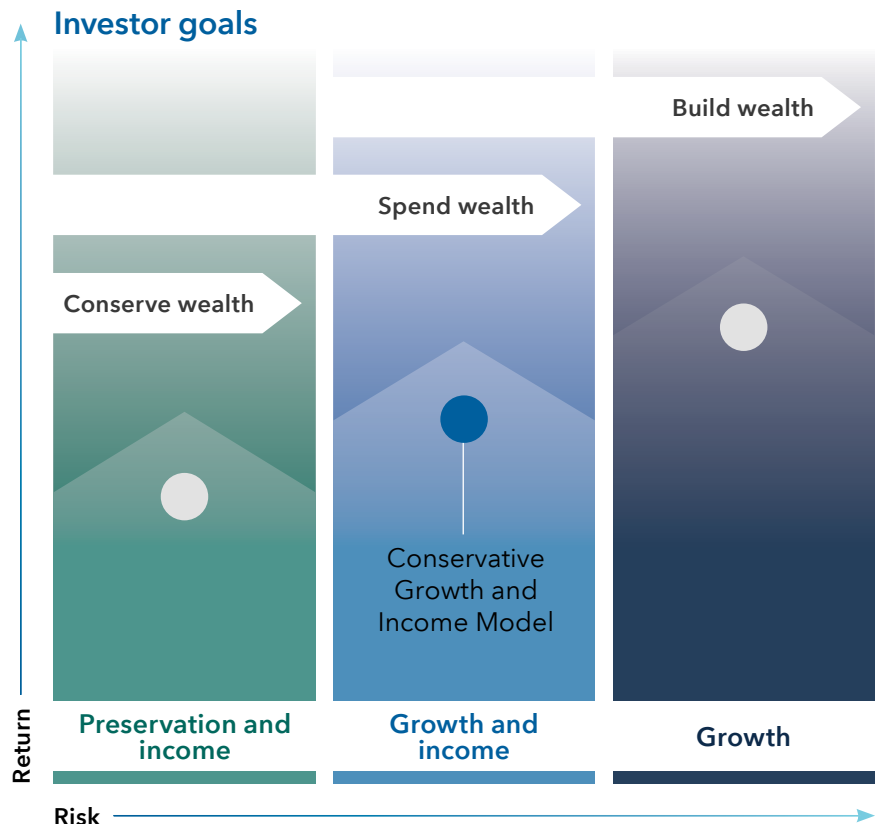 Investor goals
Build wealth
Spend wealth
Conserve wealth
Conservative
Growth and
Income Model
Return
Preservation and
income
Growth and
income
Growth
Risk